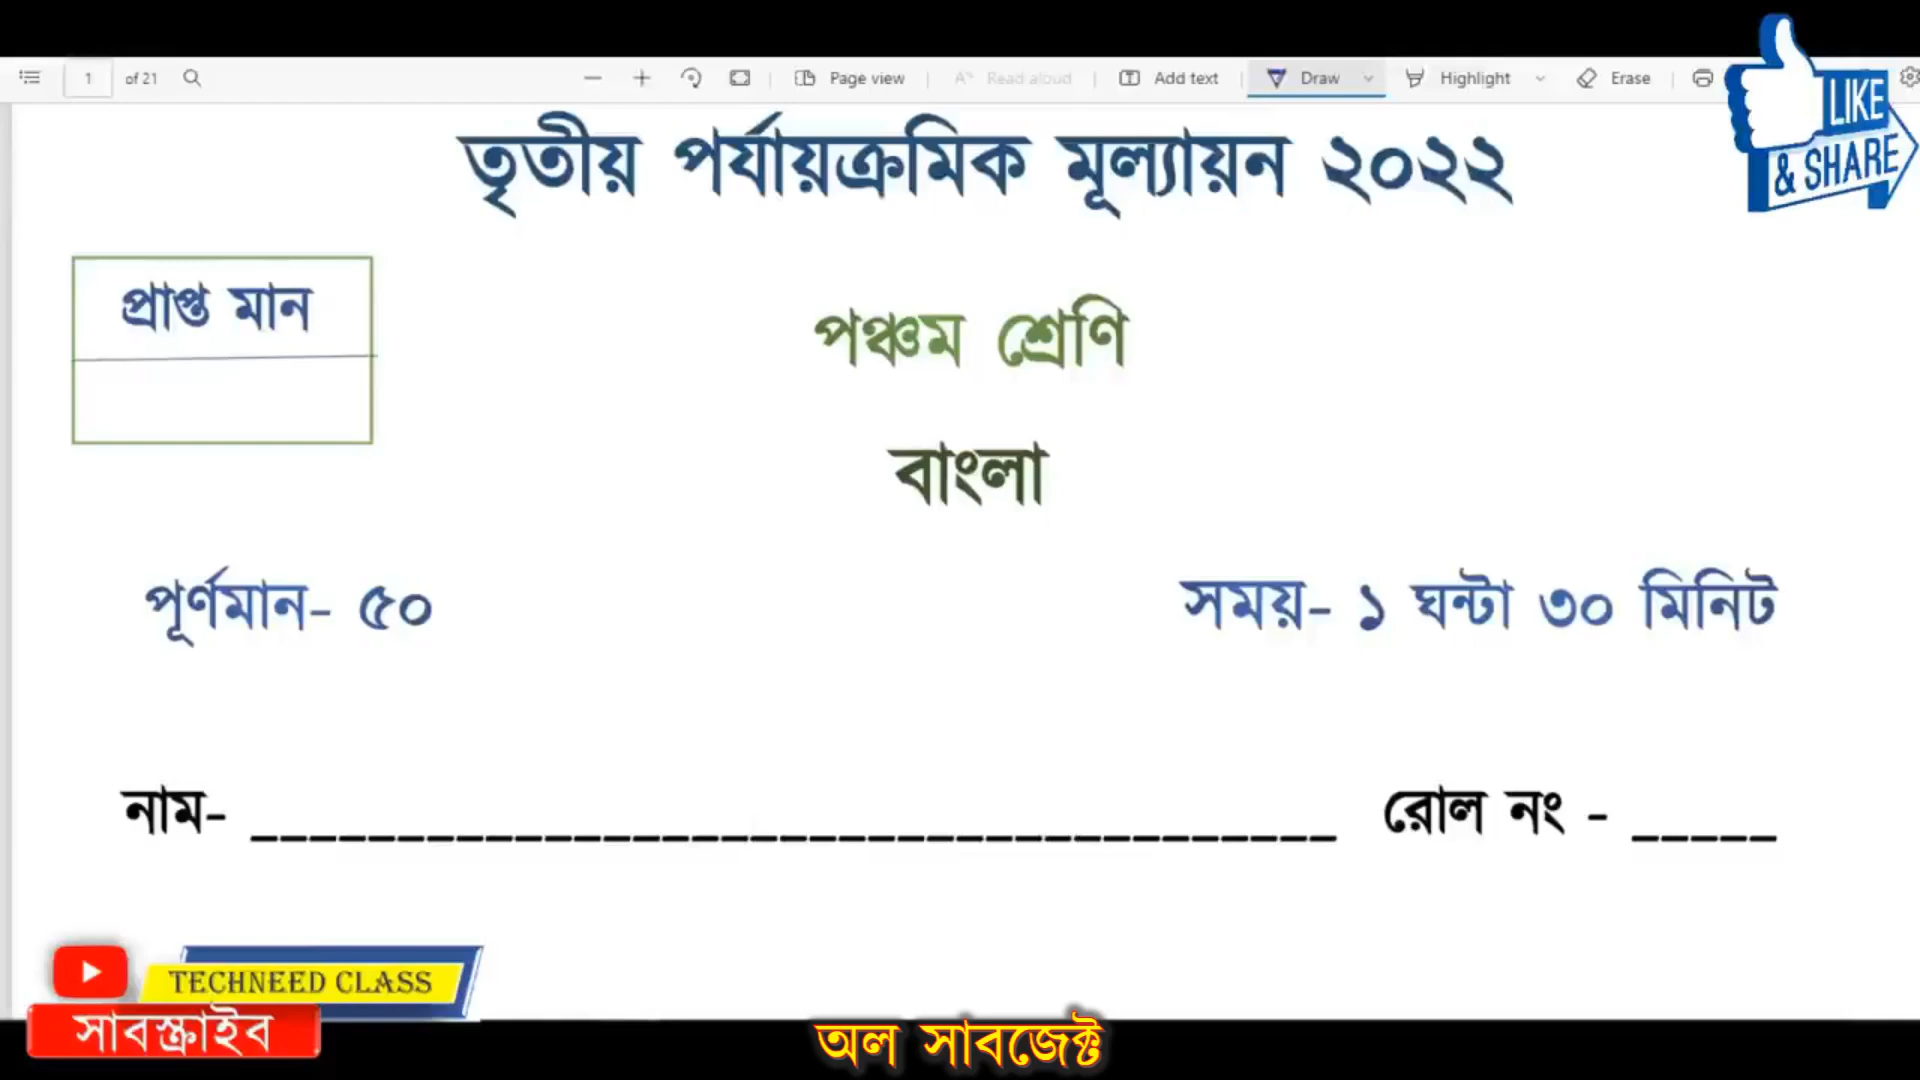 LIKE
& SHARE
1 of 21 Page view Read aloud Add text Draw Highlight Erase
তৃতীয় পর্যায়ক্রমিক মূল্যায়ন ২০২২
প্রাপ্ত মান
পঞ্চম শ্রেণি
বাংলা
পূর্ণমান- ৫০ সময়- ১ ঘন্টা ৩০ মিনিট
নাম- _____________________________________ রোল নং - _____
TECHNEED CLASS
সাবস্ক্রাইব
অল সাবজেক্ট